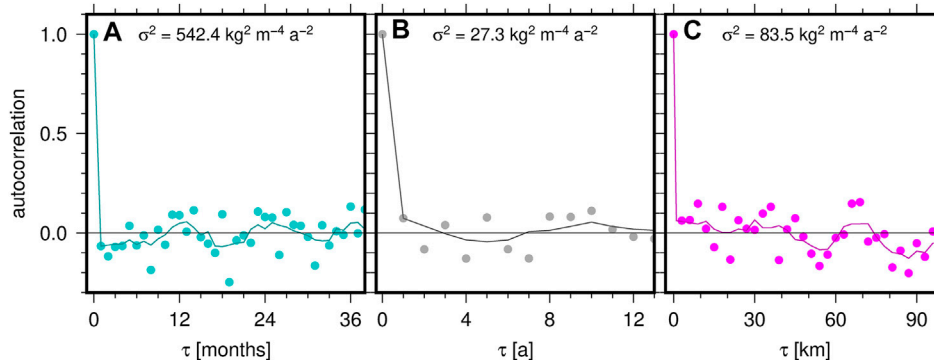 A σ² = 542.4 kg² m⁻⁴ a⁻²
B σ² = 27.3 kg² m⁻⁴ a⁻²
C σ² = 83.5 kg² m⁻⁴ a⁻²
autocorrelation
1.0
0.5
0.0
0 12 24 36
0 4 8 12
0 30 60 90
τ [months]
τ [a]
τ [km]